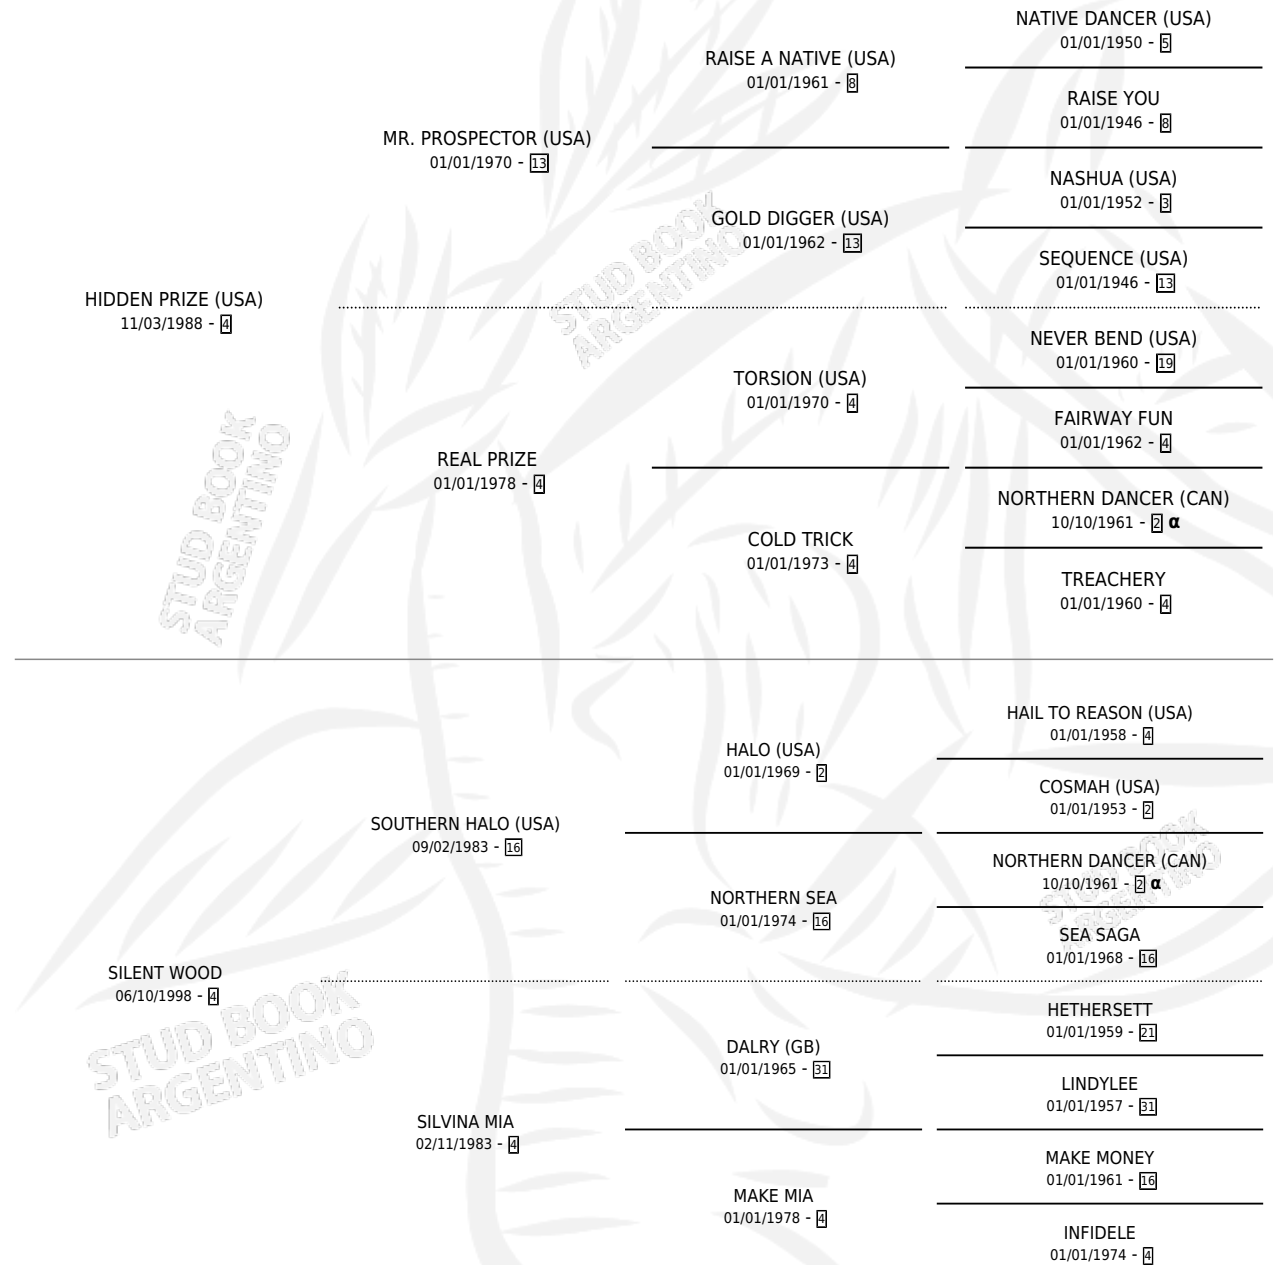 NATIVE DANCER (USA)
01/01/1950 - 5
RAISE A NATIVE (USA)
01/01/1961 - 8
RAISE YOU
01/01/1946 - 8
MR. PROSPECTOR (USA)
01/01/1970 - 13
NASHUA (USA)
01/01/1952 - 3
GOLD DIGGER (USA)
01/01/1962 - 13
SEQUENCE (USA)
01/01/1946 - 13
HIDDEN PRIZE (USA)
11/03/1988 - 4
NEVER BEND (USA)
01/01/1960 - 19
TORSION (USA)
01/01/1970 - 4
FAIRWAY FUN
01/01/1962 - 4
REAL PRIZE
01/01/1978 - 4
NORTHERN DANCER (CAN)
10/10/1961 - 2 α
COLD TRICK
01/01/1973 - 4
TREACHERY
01/01/1960 - 4
HAIL TO REASON (USA)
01/01/1958 - 4
HALO (USA)
01/01/1969 - 2
COSMAH (USA)
01/01/1953 - 2
SOUTHERN HALO (USA)
09/02/1983 - 16
NORTHERN DANCER (CAN)
10/10/1961 - 2 α
NORTHERN SEA
01/01/1974 - 16
SEA SAGA
01/01/1968 - 16
SILENT WOOD
06/10/1998 - 4
HETHERSETT
01/01/1959 - 21
DALRY (GB)
01/01/1965 - 31
LINDYLEE
01/01/1957 - 31
SILVINA MIA
02/11/1983 - 4
MAKE MONEY
01/01/1961 - 16
MAKE MIA
01/01/1978 - 4
INFIDELE
01/01/1974 - 4
STUD BOOK
ARGENTINO
STUD BOOK
ARGENTINO
STUD BOOK
ARGENTINO
STUD BOOK
ARGENTINO